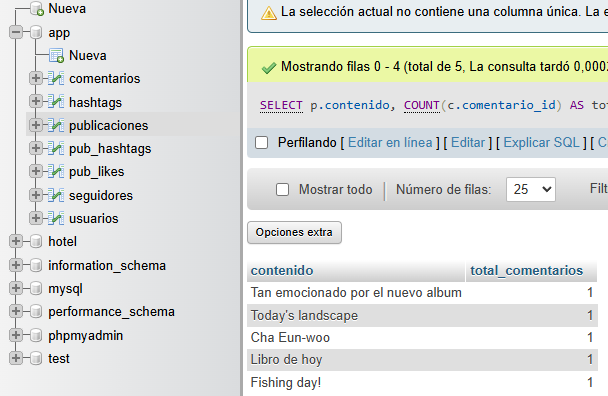 Nueva
app
Nueva
comentarios
hashtags
publicaciones
pub_hashtags
pub_likes
seguidores
usuarios
hotel
information_schema
mysql
performance_schema
phpmyadmin
test
La selección actual no contiene una columna única. La e
Mostrando filas 0 - 4 (total de 5, La consulta tardó 0,000
SELECT p.contenido, COUNT(c.comentario_id) AS to
Perfilando [ Editar en línea ] [ Editar ] [ Explicar SQL ] [ C
Mostrar todo Número de filas: 25 Filt
Opciones extra
contenido total_comentarios
Tan emocionado por el nuevo album 1
Today's landscape 1
Cha Eun-woo 1
Libro de hoy 1
Fishing day! 1